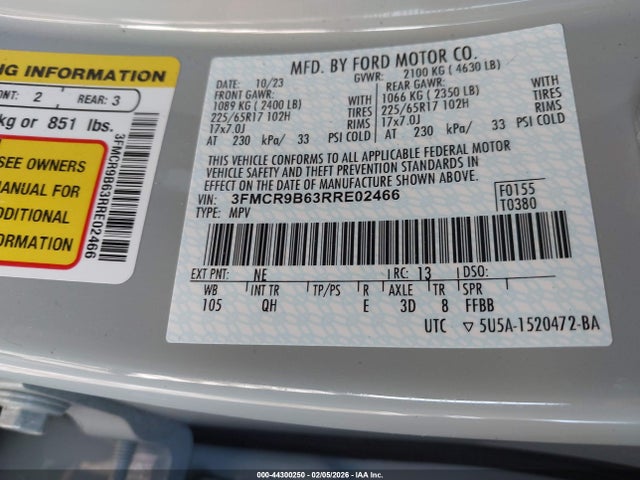 NG INFORMATION
ONT: 2 REAR: 3
kg or 851 lbs.
SEE OWNERS
MANUAL FOR
ADDITIONAL
INFORMATION
3FMCR9B63RRE02466
MFD. BY FORD MOTOR CO.
DATE: 10/23 GVWR: 2100 KG ( 4630 LB)
FRONT GAWR: REAR GAWR:
1089 KG ( 2400 LB) WITH 1066 KG ( 2350 LB) WITH
225/65R17 102H TIRES 225/65R17 102H TIRES
17x7.0J RIMS 17x7.0J RIMS
AT 230 kPa/ 33 PSI COLD AT 230 kPa/ 33 PSI COLD
THIS VEHICLE CONFORMS TO ALL APPLICABLE FEDERAL MOTOR
VEHICLE SAFETY AND THEFT PREVENTION STANDARDS IN
EFFECT ON THE DATE OF MANUFACTURE SHOWN ABOVE.
VIN: 3FMCR9B63RRE02466 F0155
TYPE: MPV T0380
EXT PNT: NE RC: 13 DSO:
WB INT TR TP/PS R AXLE TR SPR
105 QH E 3D 8 FFBB
UTC ▽ 5U5A-1520472-BA
000-44300250 - 02/05/2026 - IAAI.COM